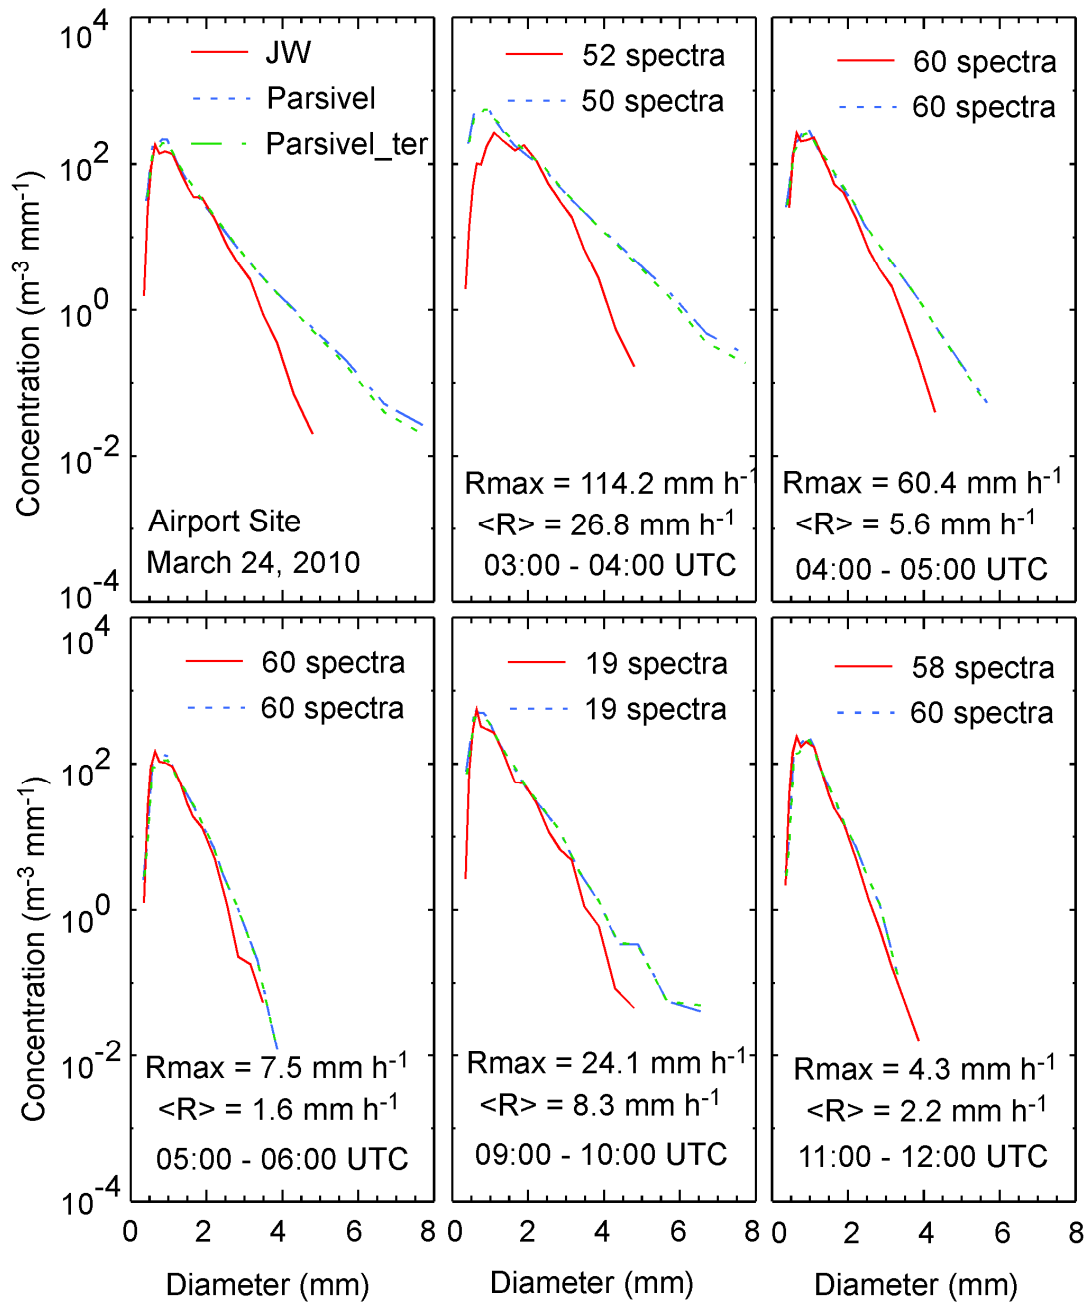 10^4
10^2
10^0
10^-2
10^-4
Concentration (m^-3 mm^-1)
JW
Parsivel
Parsivel_ter
Airport Site
March 24, 2010
52 spectra
50 spectra
Rmax = 114.2 mm h^-1
<R> = 26.8 mm h^-1
03:00 - 04:00 UTC
60 spectra
60 spectra
Rmax = 60.4 mm h^-1
<R> = 5.6 mm h^-1
04:00 - 05:00 UTC
10^4
10^2
10^0
10^-2
10^-4
Concentration (m^-3 mm^-1)
60 spectra
60 spectra
Rmax = 7.5 mm h^-1
<R> = 1.6 mm h^-1
05:00 - 06:00 UTC
19 spectra
19 spectra
Rmax = 24.1 mm h^-1
<R> = 8.3 mm h^-1
09:00 - 10:00 UTC
58 spectra
60 spectra
Rmax = 4.3 mm h^-1
<R> = 2.2 mm h^-1
11:00 - 12:00 UTC
0 2 4 6 8 0 2 4 6 8 0 2 4 6 8
Diameter (mm) Diameter (mm) Diameter (mm)